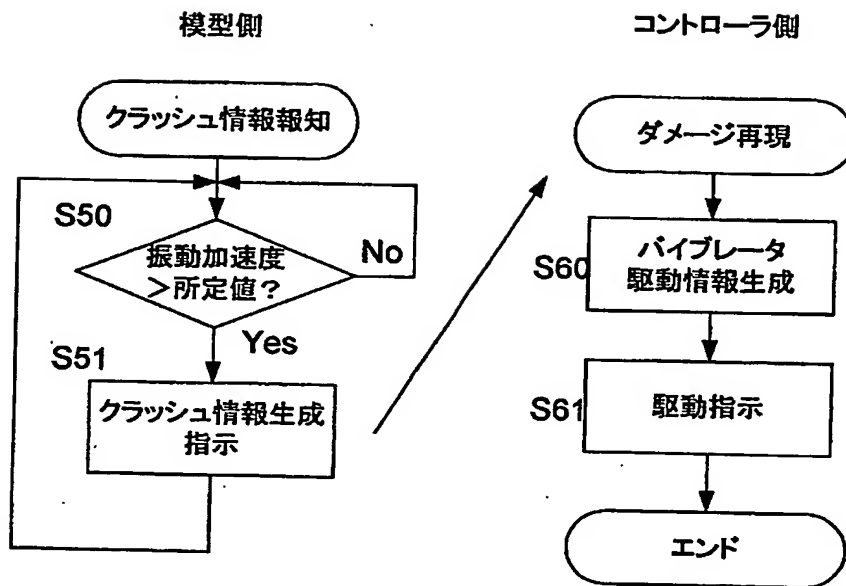 模型側
クラッシュ情報報知
S50
振動加速度
＞所定値？
No
Yes
S51
クラッシュ情報生成
指示
コントローラ側
ダメージ再現
S60
バイブレータ
駆動情報生成
S61
駆動指示
エンド